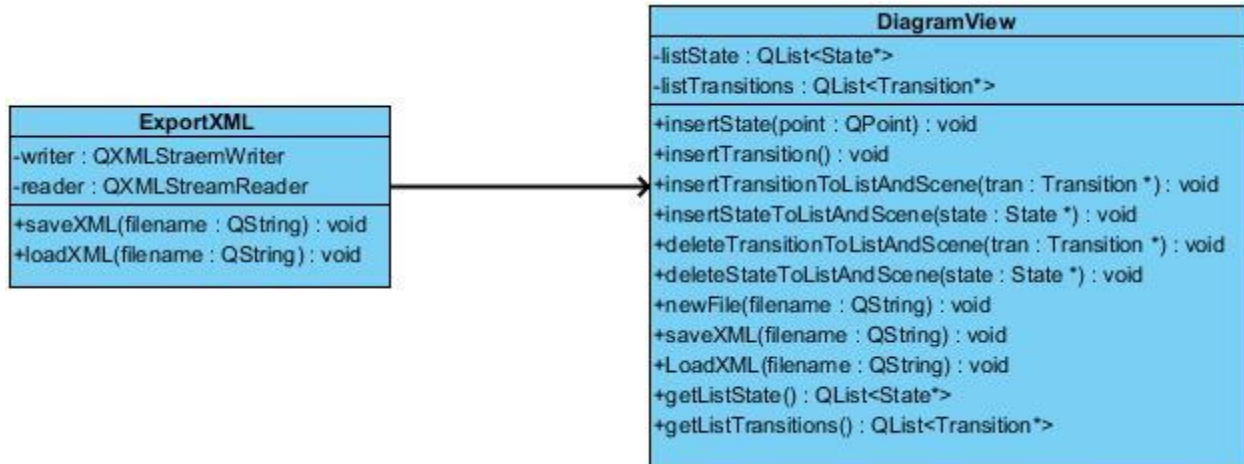 ExportXML
-writer : QXMLStraemWriter
-reader : QXMLStreamReader
+saveXML(filename : QString) : void
+loadXML(filename : QString) : void
DiagramView
-listState : QList<State*>
-listTransitions : QList<Transition*>
+insertState(point : QPoint) : void
+insertTransition() : void
+insertTransitionToListAndScene(tran : Transition *) : void
+insertStateToListAndScene(state : State *) : void
+deleteTransitionToListAndScene(tran : Transition *) : void
+deleteStateToListAndScene(state : State *) : void
+newFile(filename : QString) : void
+saveXML(filename : QString) : void
+LoadXML(filename : QString) : void
+getListState() : QList<State*>
+getListTransitions() : QList<Transition*>